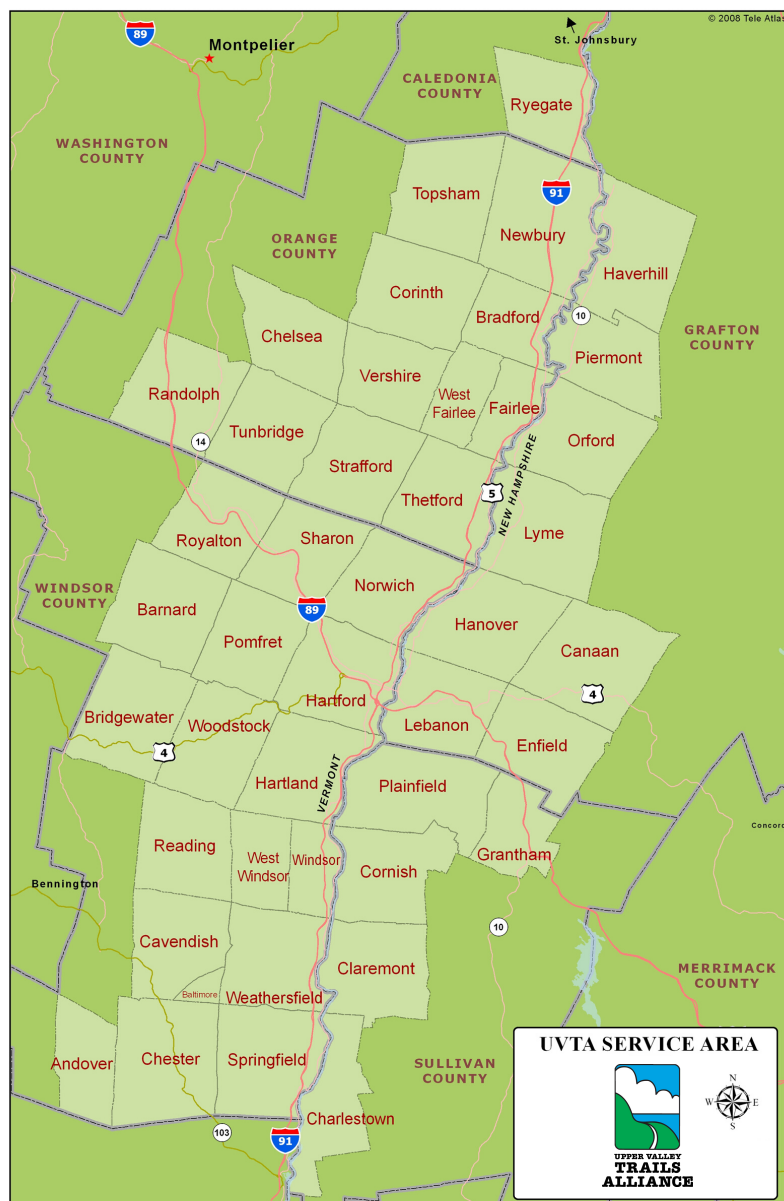 © 2008 Tele Atlas
89
Montpelier
St. Johnsbury
CALEDONIA
COUNTY
Ryegate
WASHINGTON
COUNTY
Topsham
91
Newbury
ORANGE
COUNTY
Haverhill
Corinth
Bradford
10
GRAFTON
COUNTY
Chelsea
Piermont
Vershire
Randolph
West
Fairlee
Fairlee
Tunbridge
Orford
14
Strafford
Thetford
5
NEW HAMPSHIRE
Lyme
Royalton
Sharon
Norwich
WINDSOR
COUNTY
Barnard
89
Hanover
Pomfret
Canaan
Hartford
4
Bridgewater
Woodstock
Lebanon
4
Enfield
VERMONT
Hartland
Plainfield
Concord
Reading
West
Windsor
Windsor
Grantham
Cornish
Bennington
10
Cavendish
Claremont
MERRIMACK
COUNTY
Baltimore
Weathersfield
Andover
Chester
Springfield
SULLIVAN
COUNTY
Charlestown
103
91
UVTA SERVICE AREA
N
W
E
S
UPPER VALLEY
TRAILS
ALLIANCE